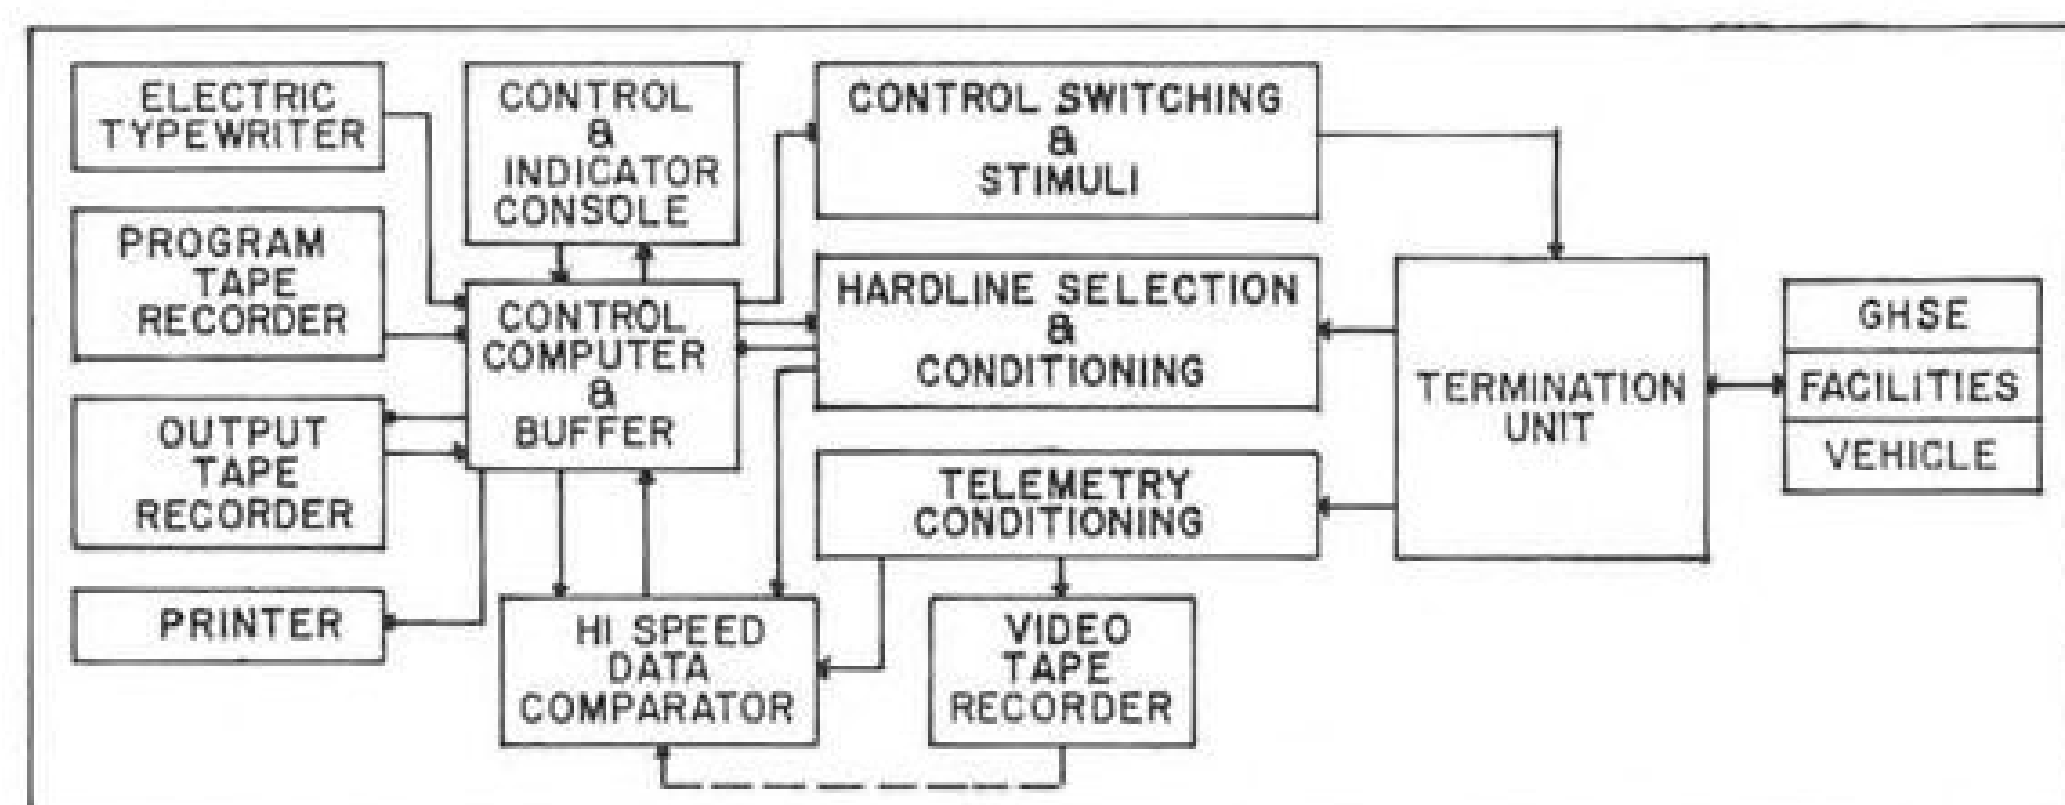 ELECTRIC
TYPEWRITER
PROGRAM
TAPE
RECORDER
OUTPUT
TAPE
RECORDER
PRINTER
CONTROL
&
INDICATOR
CONSOLE
CONTROL
COMPUTER
&
BUFFER
HI SPEED
DATA
COMPARATOR
CONTROL SWITCHING
&
STIMULI
HARDLINE SELECTION
&
CONDITIONING
TELEMETRY
CONDITIONING
VIDEO
TAPE
RECORDER
TERMINATION
UNIT
GHSE
FACILITIES
VEHICLE